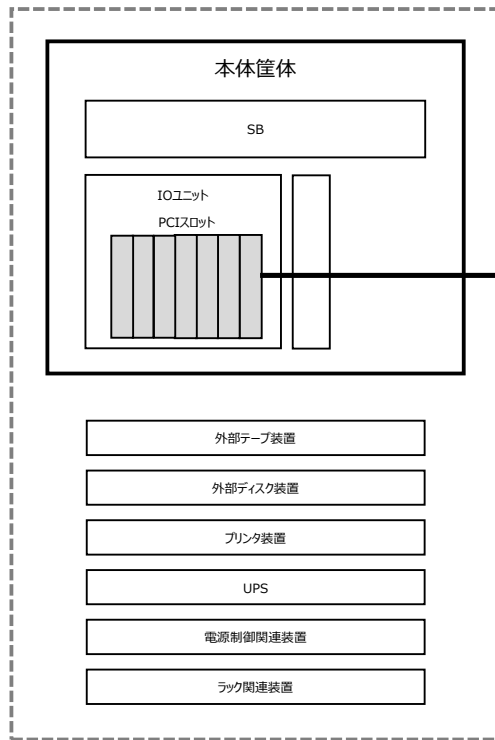 本体筐体
SB
IOユニット
PCIスロット
外部テープ装置
外部ディスク装置
プリンタ装置
UPS
電源制御関連装置
ラック関連装置